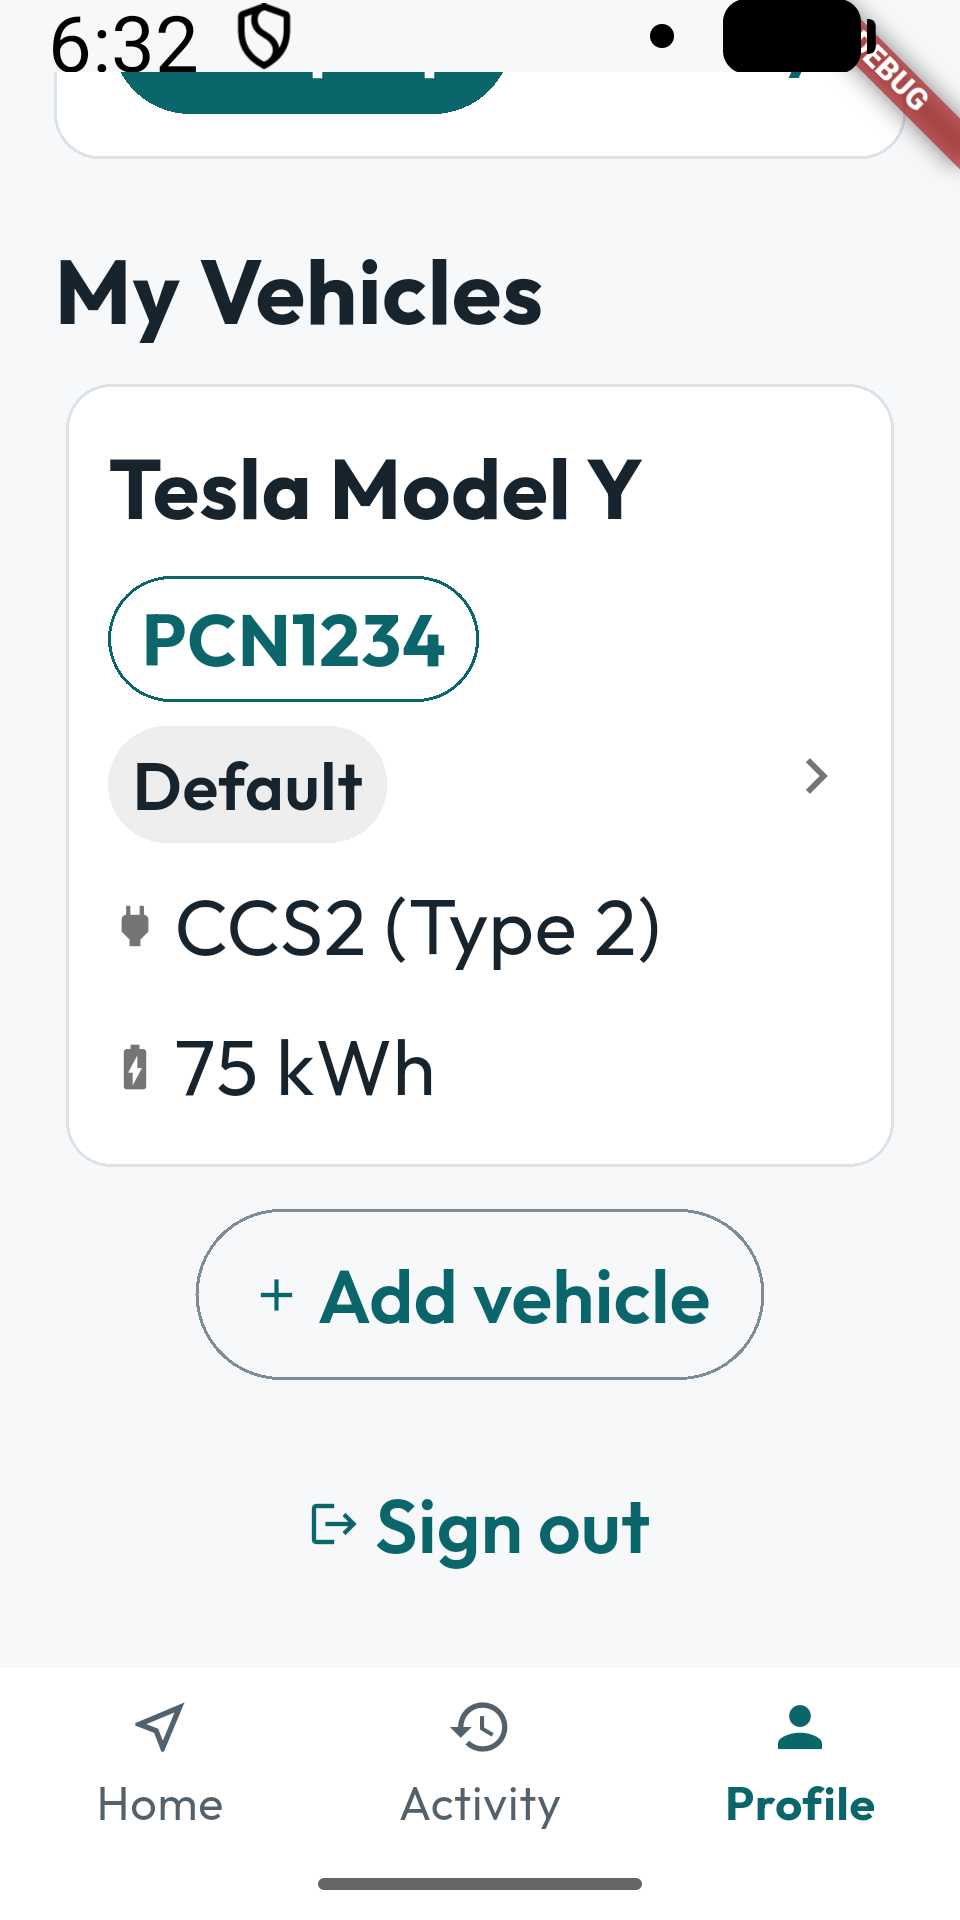 6:32
DEBUG
My Vehicles
Tesla Model Y
PCN1234
Default
CCS2 (Type 2)
75 kWh
+ Add vehicle
Sign out
Home
Activity
Profile